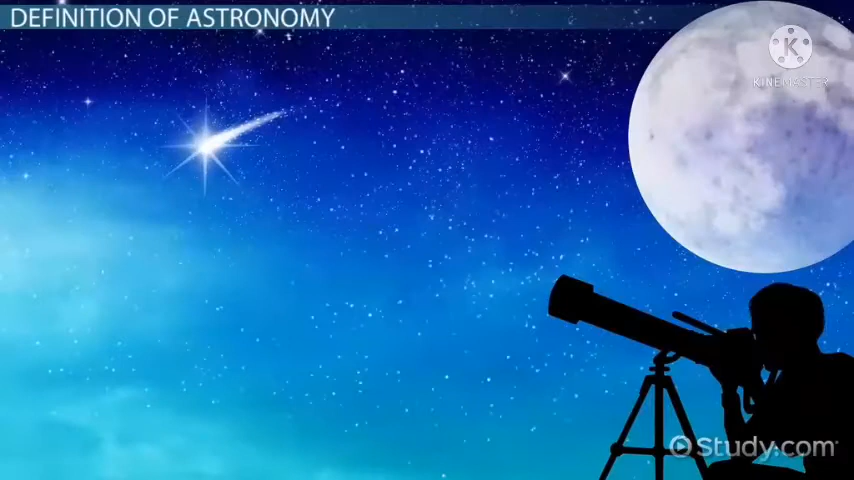 DEFINITION OF ASTRONOMY
K
KINEMASTER
Study.com